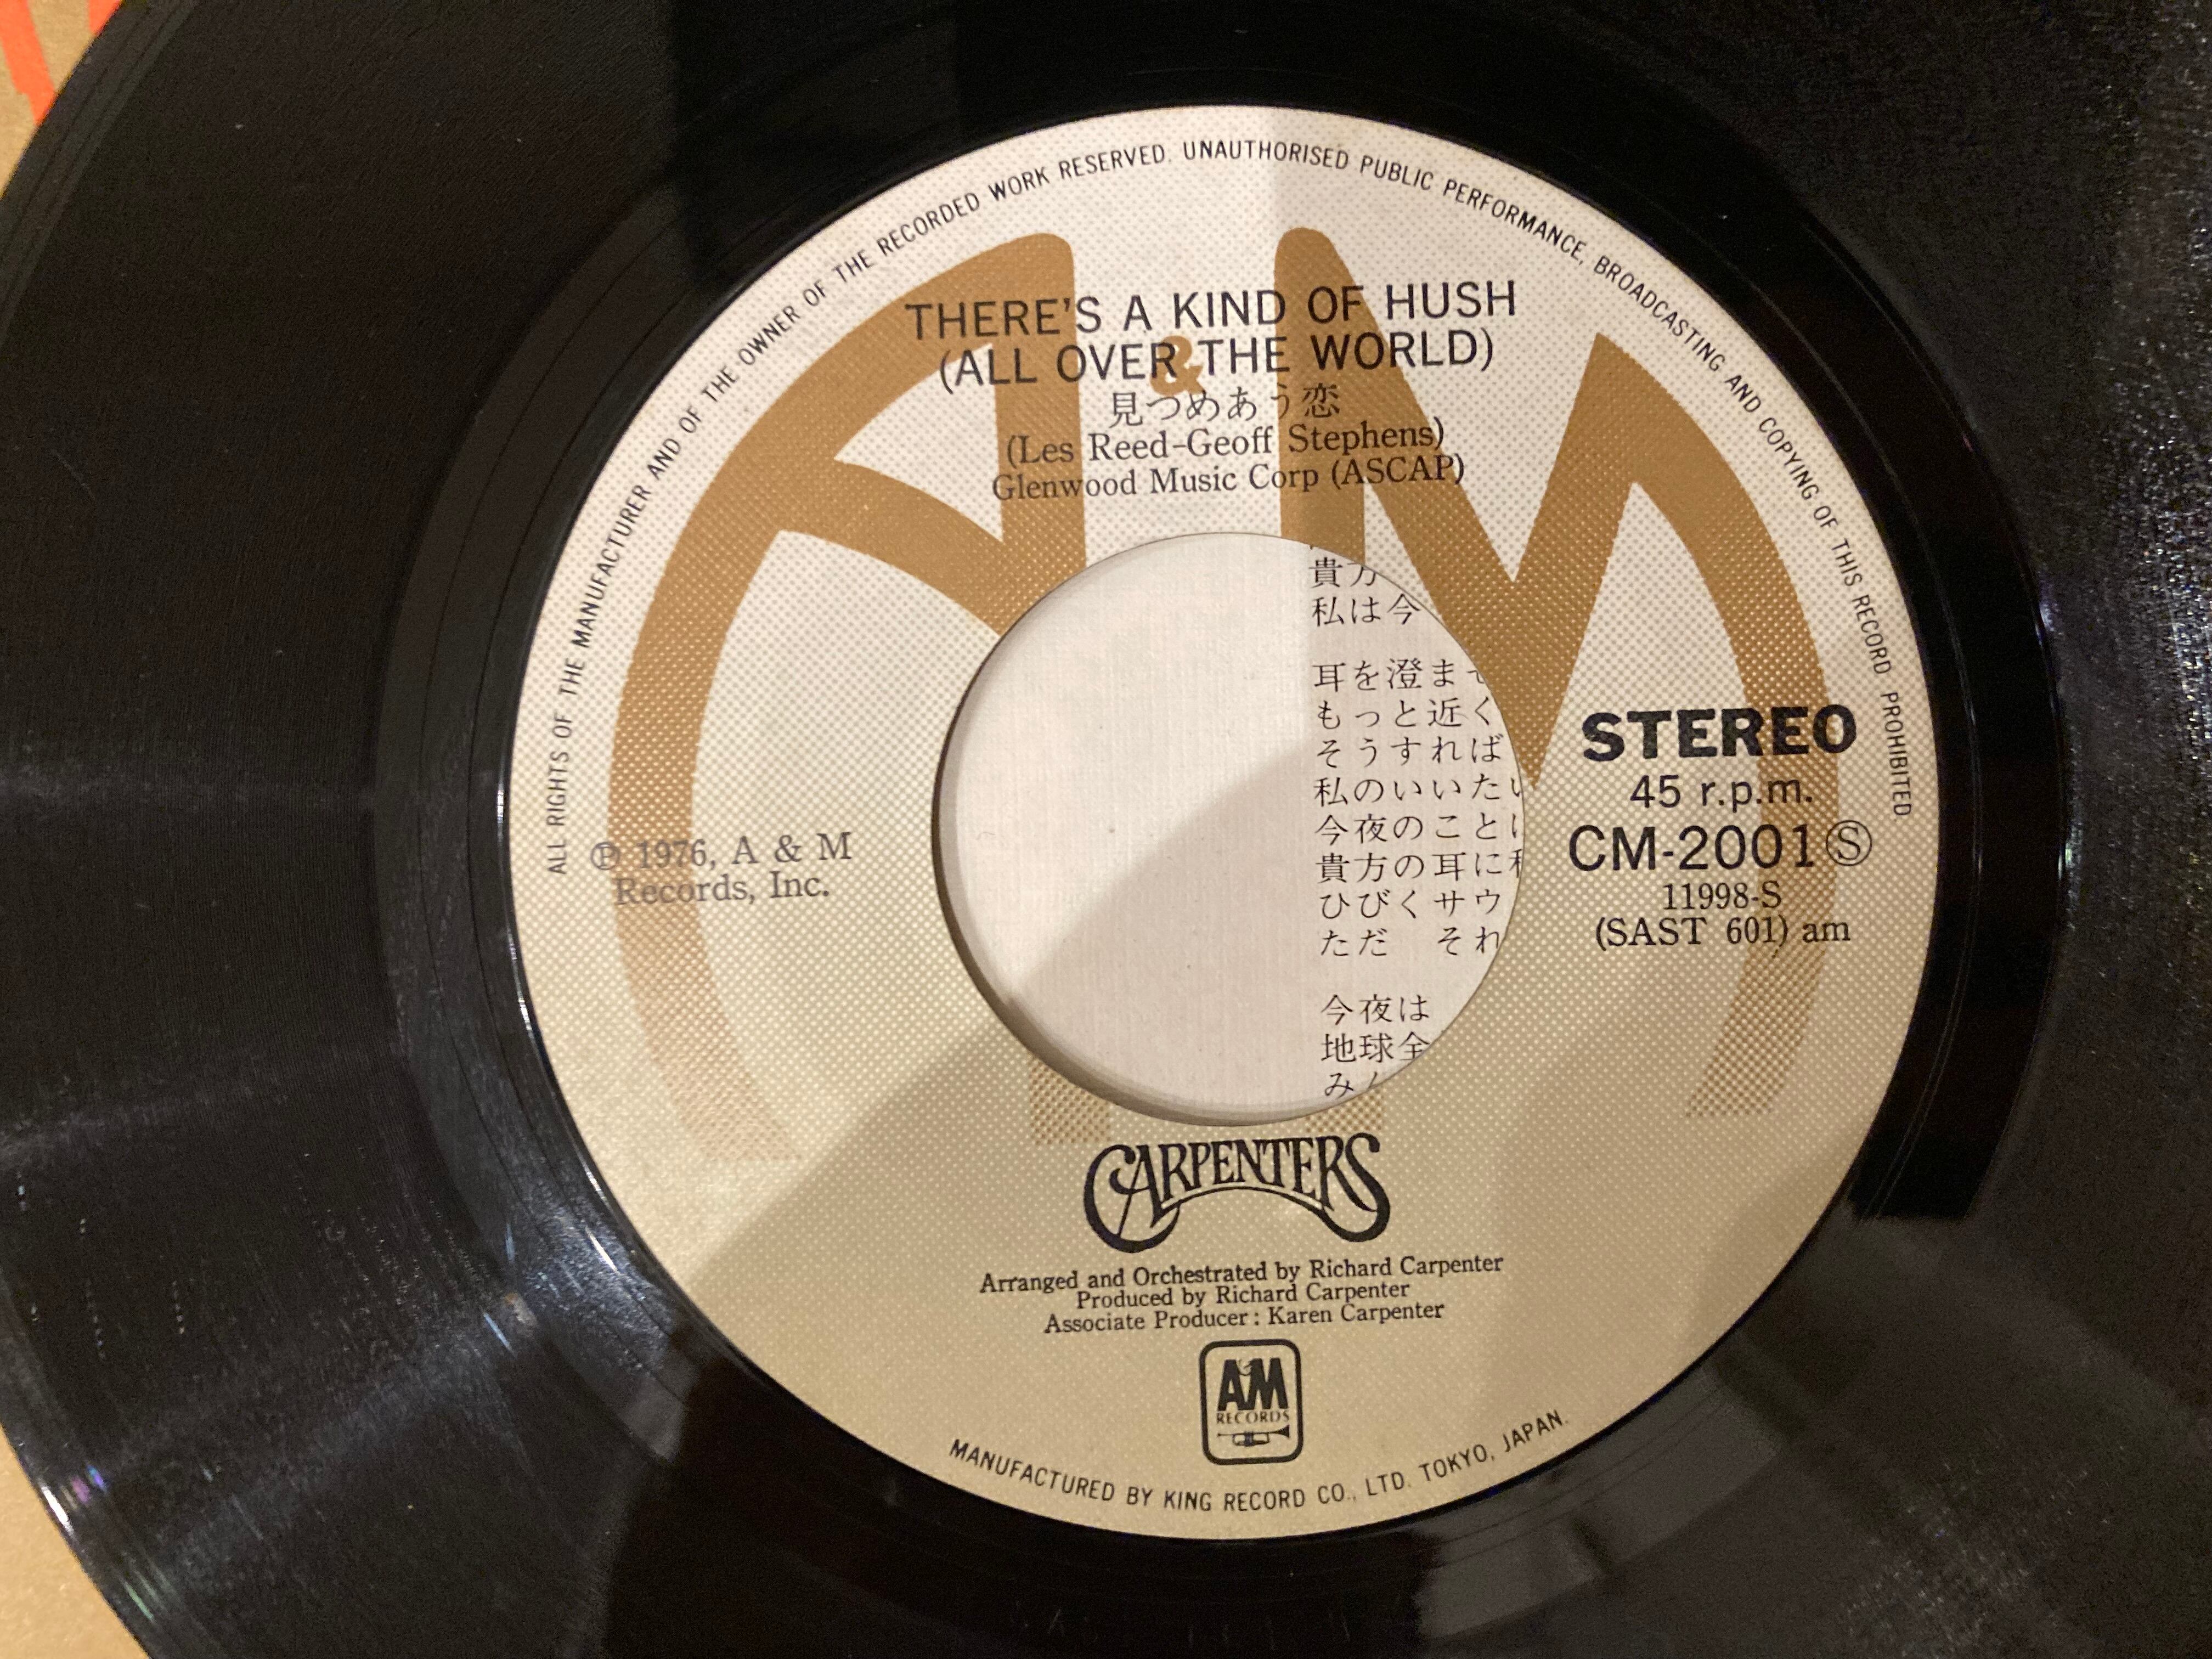 ALL RIGHTS OF THE MANUFACTURER AND OF THE OWNER OF THE RECORDED WORK RESERVED. UNAUTHORISED PUBLIC PERFORMANCE, BROADCASTING AND COPYING OF THIS RECORD PROHIBITED
THERE'S A KIND OF HUSH
(ALL OVER THE WORLD)
見つめあう恋
(Les Reed-Geoff Stephens)
Glenwood Music Corp (ASCAP)
A&M
貴方
私は今
耳を澄まて
もっと近く
そうすれば
私のいいたい
今夜のこと
貴方の耳に
ひびくサウ
ただ それ
今夜は
地球全
み
STEREO
45 r.p.m.
CM-2001Ⓢ
11998-S
(SAST 601) am
℗ 1976, A & M
Records, Inc.
CARPENTERS
Arranged and Orchestrated by Richard Carpenter
Produced by Richard Carpenter
Associate Producer : Karen Carpenter
A&M
RECORDS
MANUFACTURED BY KING RECORD CO., LTD. TOKYO, JAPAN.